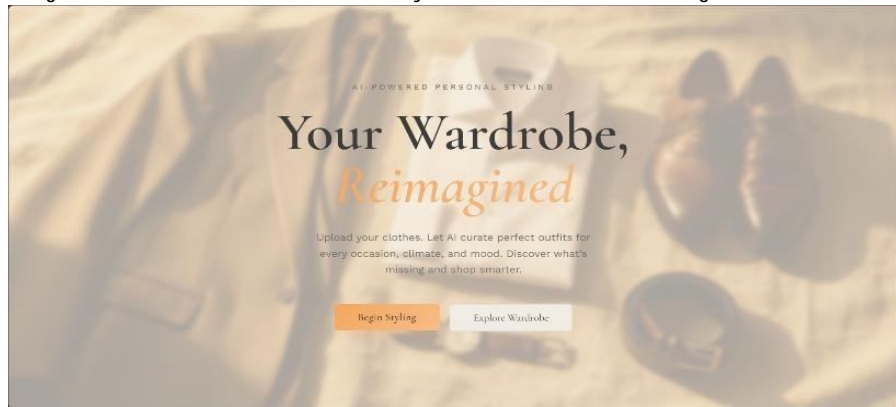 AI POWERED PERSONAL STYLING
Your Wardrobe,
Reimagined
Upload your clothes. Let AI curate perfect outfits for
every occasion, climate, and mood. Discover what's
missing and shop smarter.
Begin Styling
Explore Wardrobe